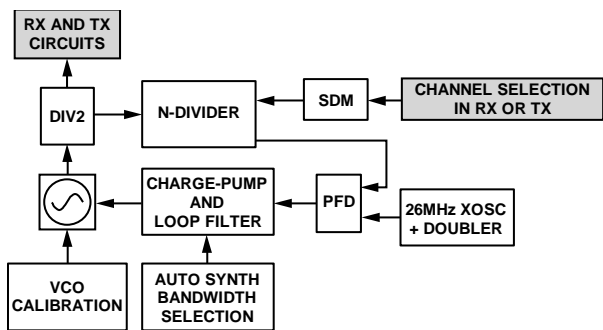 RX AND TX
CIRCUITS
DIV2
N-DIVIDER
SDM
CHANNEL SELECTION
IN RX OR TX
CHARGE-PUMP
AND
LOOP FILTER
PFD
26MHz XOSC
+ DOUBLER
VCO
CALIBRATION
AUTO SYNTH
BANDWIDTH
SELECTION